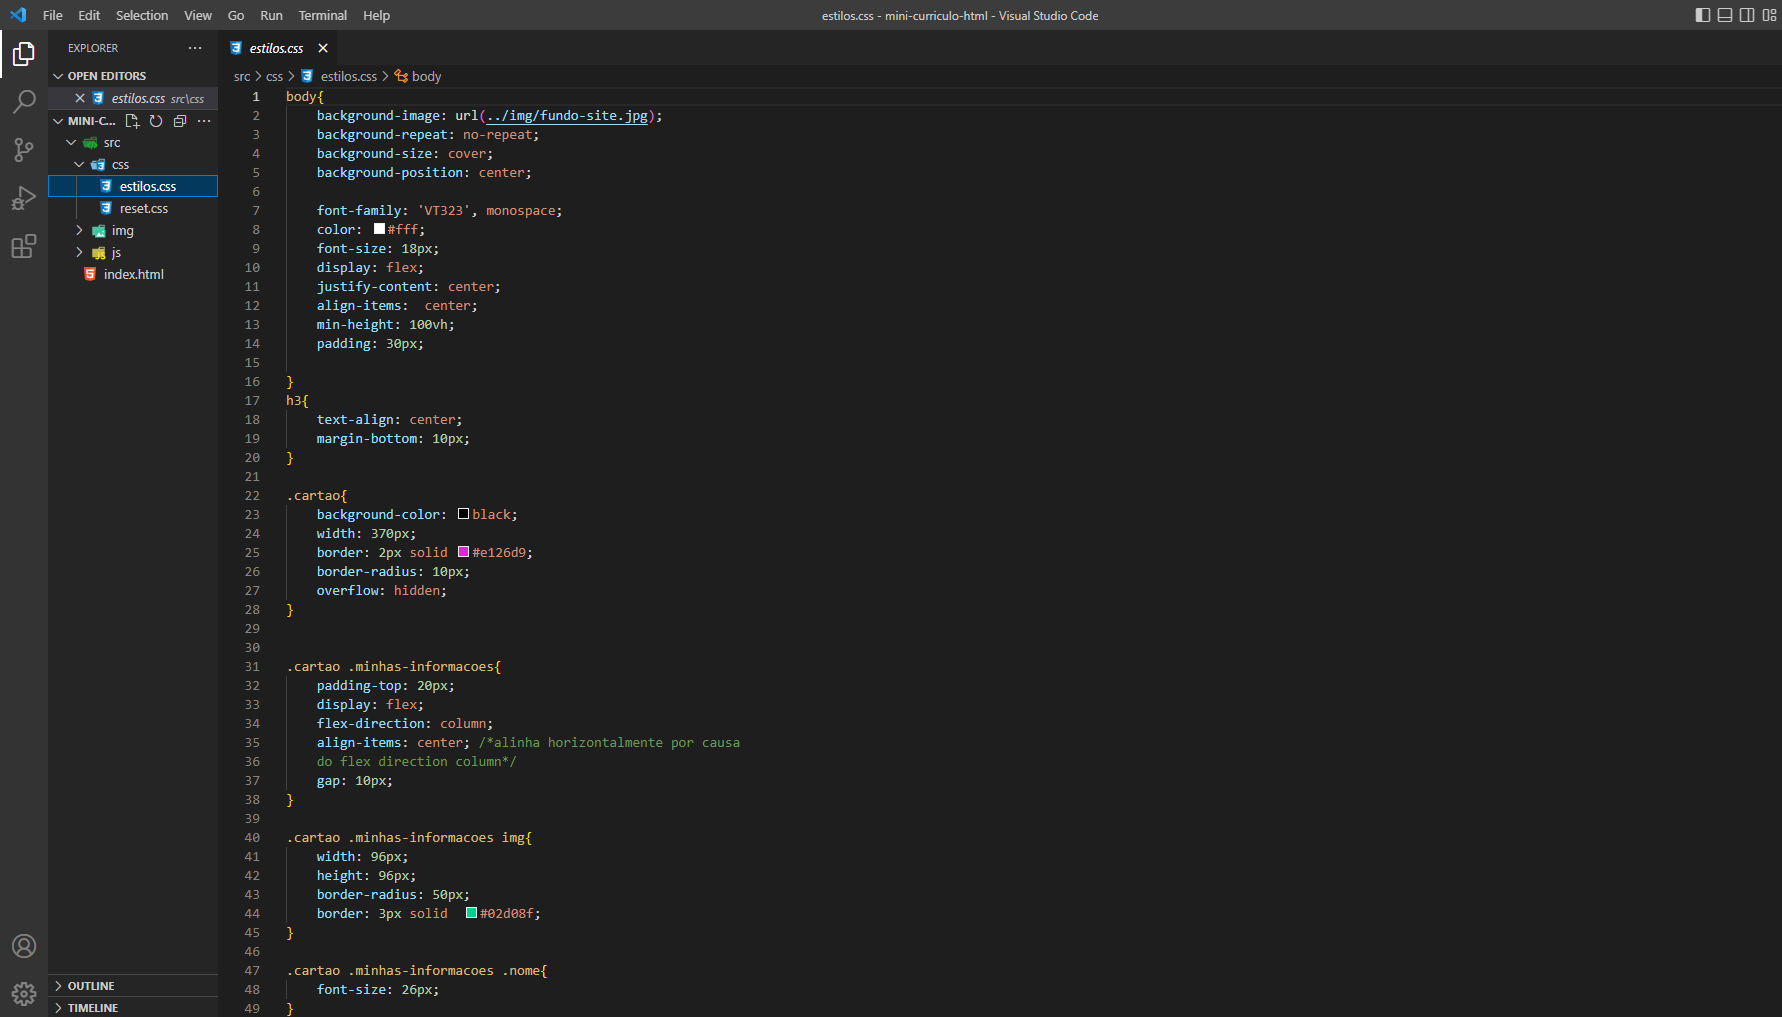 File Edit Selection View Go Run Terminal Help
estilos.css - mini-curriculo-html - Visual Studio Code
EXPLORER
OPEN EDITORS
estilos.css src\css
MINI-C...
src
css
estilos.css
reset.css
img
js
index.html
OUTLINE
TIMELINE
estilos.css
src > css > estilos.css > body
1 body{
2     background-image: url(../img/fundo-site.jpg);
3     background-repeat: no-repeat;
4     background-size: cover;
5     background-position: center;
6
7     font-family: 'VT323', monospace;
8     color: #fff;
9     font-size: 18px;
10     display: flex;
11     justify-content: center;
12     align-items:  center;
13     min-height: 100vh;
14     padding: 30px;
15
16 }
17 h3{
18     text-align: center;
19     margin-bottom: 10px;
20 }
21
22 .cartao{
23     background-color: black;
24     width: 370px;
25     border: 2px solid #e126d9;
26     border-radius: 10px;
27     overflow: hidden;
28 }
29
30
31 .cartao .minhas-informacoes{
32     padding-top: 20px;
33     display: flex;
34     flex-direction: column;
35     align-items: center; /*alinha horizontalmente por causa
36     do flex direction column*/
37     gap: 10px;
38 }
39
40 .cartao .minhas-informacoes img{
41     width: 96px;
42     height: 96px;
43     border-radius: 50px;
44     border: 3px solid  #02d08f;
45 }
46
47 .cartao .minhas-informacoes .nome{
48     font-size: 26px;
49 }